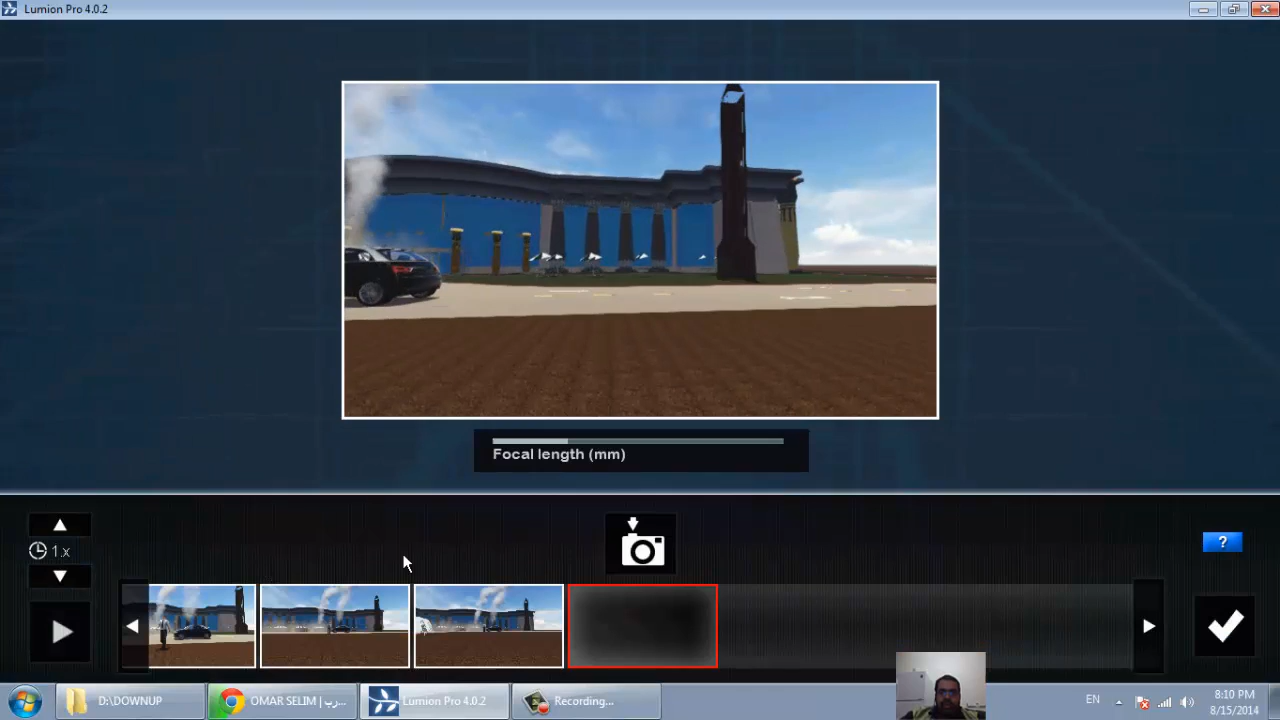 Lumion Pro 4.0.2
Focal length (mm)
1.x
?
D:\DOWNUP
OMAR SELIM | رب...
Lumion Pro 4.0.2
Recording...
EN
8:10 PM
8/15/2014